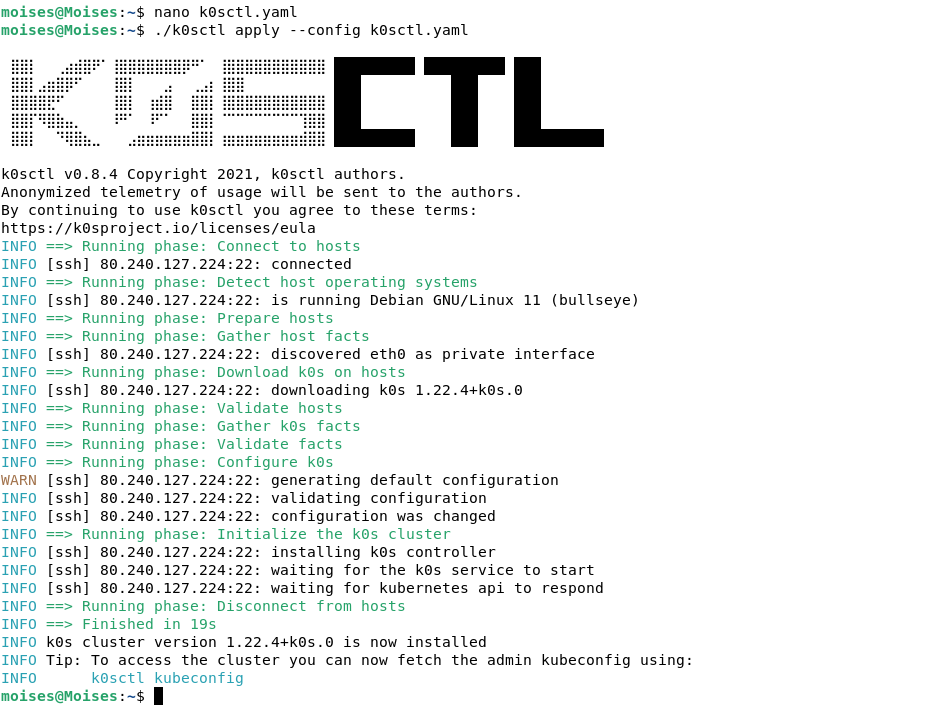 moises@Moises:~$ nano k0sctl.yaml
moises@Moises:~$ ./k0sctl apply --config k0sctl.yaml
K0SCTL
k0sctl v0.8.4 Copyright 2021, k0sctl authors.
Anonymized telemetry of usage will be sent to the authors.
By continuing to use k0sctl you agree to these terms:
https://k0sproject.io/licenses/eula
INFO ==> Running phase: Connect to hosts
INFO [ssh] 80.240.127.224:22: connected
INFO ==> Running phase: Detect host operating systems
INFO [ssh] 80.240.127.224:22: is running Debian GNU/Linux 11 (bullseye)
INFO ==> Running phase: Prepare hosts
INFO ==> Running phase: Gather host facts
INFO [ssh] 80.240.127.224:22: discovered eth0 as private interface
INFO ==> Running phase: Download k0s on hosts
INFO [ssh] 80.240.127.224:22: downloading k0s 1.22.4+k0s.0
INFO ==> Running phase: Validate hosts
INFO ==> Running phase: Gather k0s facts
INFO ==> Running phase: Validate facts
INFO ==> Running phase: Configure k0s
WARN [ssh] 80.240.127.224:22: generating default configuration
INFO [ssh] 80.240.127.224:22: validating configuration
INFO [ssh] 80.240.127.224:22: configuration was changed
INFO ==> Running phase: Initialize the k0s cluster
INFO [ssh] 80.240.127.224:22: installing k0s controller
INFO [ssh] 80.240.127.224:22: waiting for the k0s service to start
INFO [ssh] 80.240.127.224:22: waiting for kubernetes api to respond
INFO ==> Running phase: Disconnect from hosts
INFO ==> Finished in 19s
INFO k0s cluster version 1.22.4+k0s.0 is now installed
INFO Tip: To access the cluster you can now fetch the admin kubeconfig using:
INFO      k0sctl kubeconfig
moises@Moises:~$